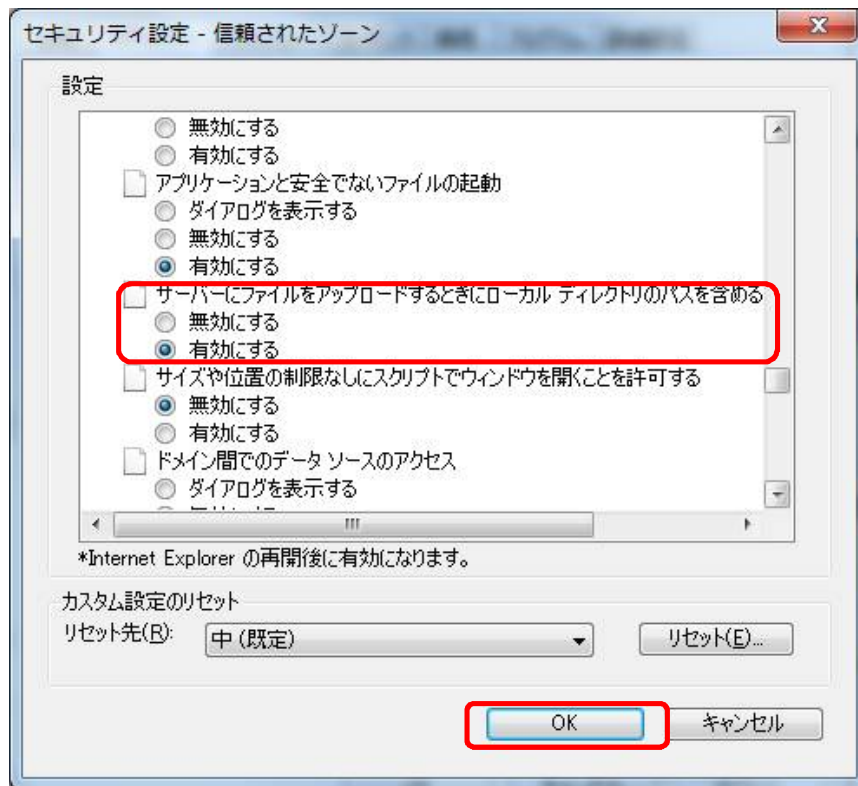 セキュリティ設定 - 信頼されたゾーン
設定
無効にする
有効にする
アプリケーションと安全でないファイルの起動
ダイアログを表示する
無効にする
有効にする
サーバーにファイルをアップロードするときにローカル ディレクトリのパスを含める
無効にする
有効にする
サイズや位置の制限なしにスクリプトでウィンドウを開くことを許可する
無効にする
有効にする
ドメイン間でのデータ ソースのアクセス
ダイアログを表示する
*Internet Explorer の再開後に有効になります。
カスタム設定のリセット
リセット先(R): 中 (既定) リセット(E)...
OK キャンセル